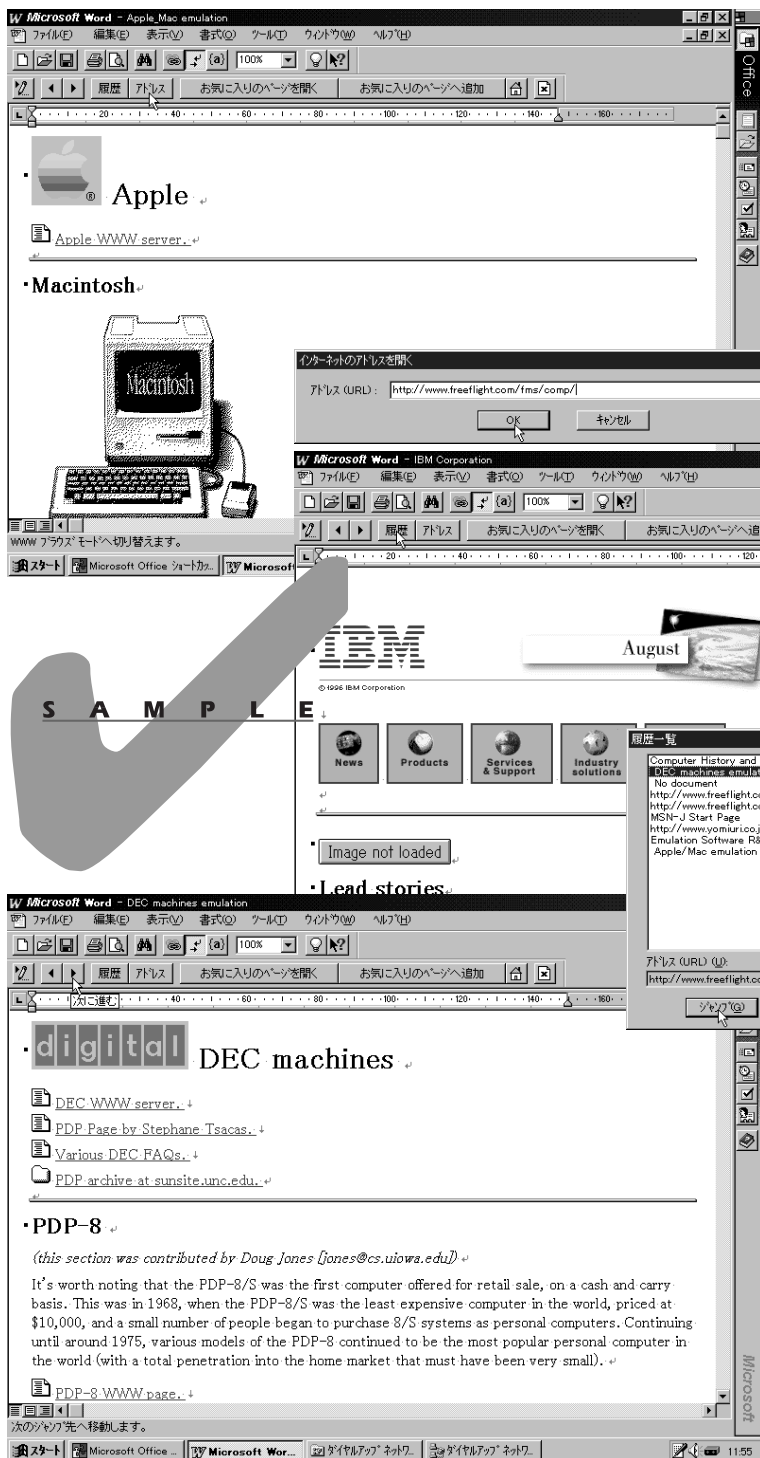 Microsoft Word - Apple_Mac emulation
ファイル(F) 編集(E) 表示(V) 書式(O) ツール(T) ウィンドウ(W) ヘルプ(H)
100%
履歴 アドレス お気に入りのページを開く お気に入りのページへ追加
20 40 60 80 100 120 140 160
Office
Apple
Apple WWW server.
Macintosh
Macintosh
インターネットのアドレスを開く
アドレス (URL) : http://www.freeflight.com/fms/comp/
OK キャンセル
WWW ブラウズ モードへ切り替えます。
スタート Microsoft Office ショートカッ... Microsoft
Microsoft Word - IBM Corporation
ファイル(F) 編集(E) 表示(V) 書式(O) ツール(T) ウィンドウ(W) ヘルプ(H)
100%
履歴 アドレス お気に入りのページを開く お気に入りのページへ追
20 40 60 80 100 120
IBM
August
© 1996 IBM Corporation
SAMPLE
News Products Services & Support Industry solutions
Image not loaded
Lead stories
履歴一覧
Computer History and
DEC machines emulat
No document
http://www.freeflight.co
http://www.freeflight.co
MSN-J Start Page
http://www.yomiuri.co.j
Emulation Software R&
Apple/Mac emulation
アドレス (URL) (U):
http://www.freeflight.co
ジャンプ(G)
Microsoft Word - DEC machines emulation
ファイル(F) 編集(E) 表示(V) 書式(O) ツール(T) ウィンドウ(W) ヘルプ(H)
100%
履歴 アドレス お気に入りのページを開く お気に入りのページへ追加
次に進む
40 60 80 100 120 140 160
digital DEC machines
DEC WWW server.
PDP Page by Stephane Tsacas.
Various DEC FAQs.
PDP archive at sunsite.unc.edu.
PDP-8
(this section was contributed by Doug Jones [jones@cs.uiowa.edu])
It's worth noting that the PDP-8/S was the first computer offered for retail sale, on a cash and carry
basis. This was in 1968, when the PDP-8/S was the least expensive computer in the world, priced at
$10,000, and a small number of people began to purchase 8/S systems as personal computers. Continuing
until around 1975, various models of the PDP-8 continued to be the most popular personal computer in
the world (with a total penetration into the home market that must have been very small).
PDP-8 WWW page.
Microsoft
次のジャンプ先へ移動します。
スタート Microsoft Office ... Microsoft Wor... ダイヤルアップ ネットワ... ダイヤルアップ ネットワ... 11:55